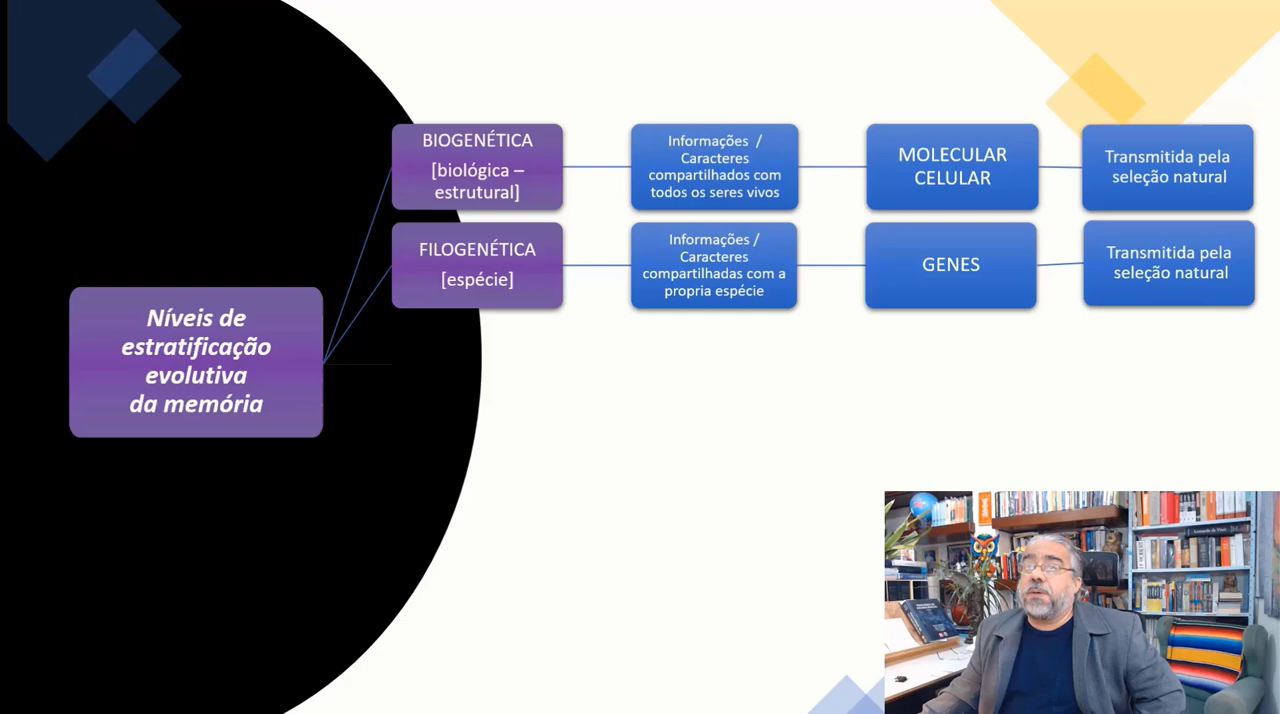 BIOGENÉTICA
[biológica –
estrutural]
Informações /
Caracteres
compartilhados com
todos os seres vivos
MOLECULAR
CELULAR
Transmitida pela
seleção natural
FILOGENÉTICA
[espécie]
Informações /
Caracteres
compartilhadas com a
propria espécie
GENES
Transmitida pela
seleção natural
Níveis de
estratificação
evolutiva
da memória